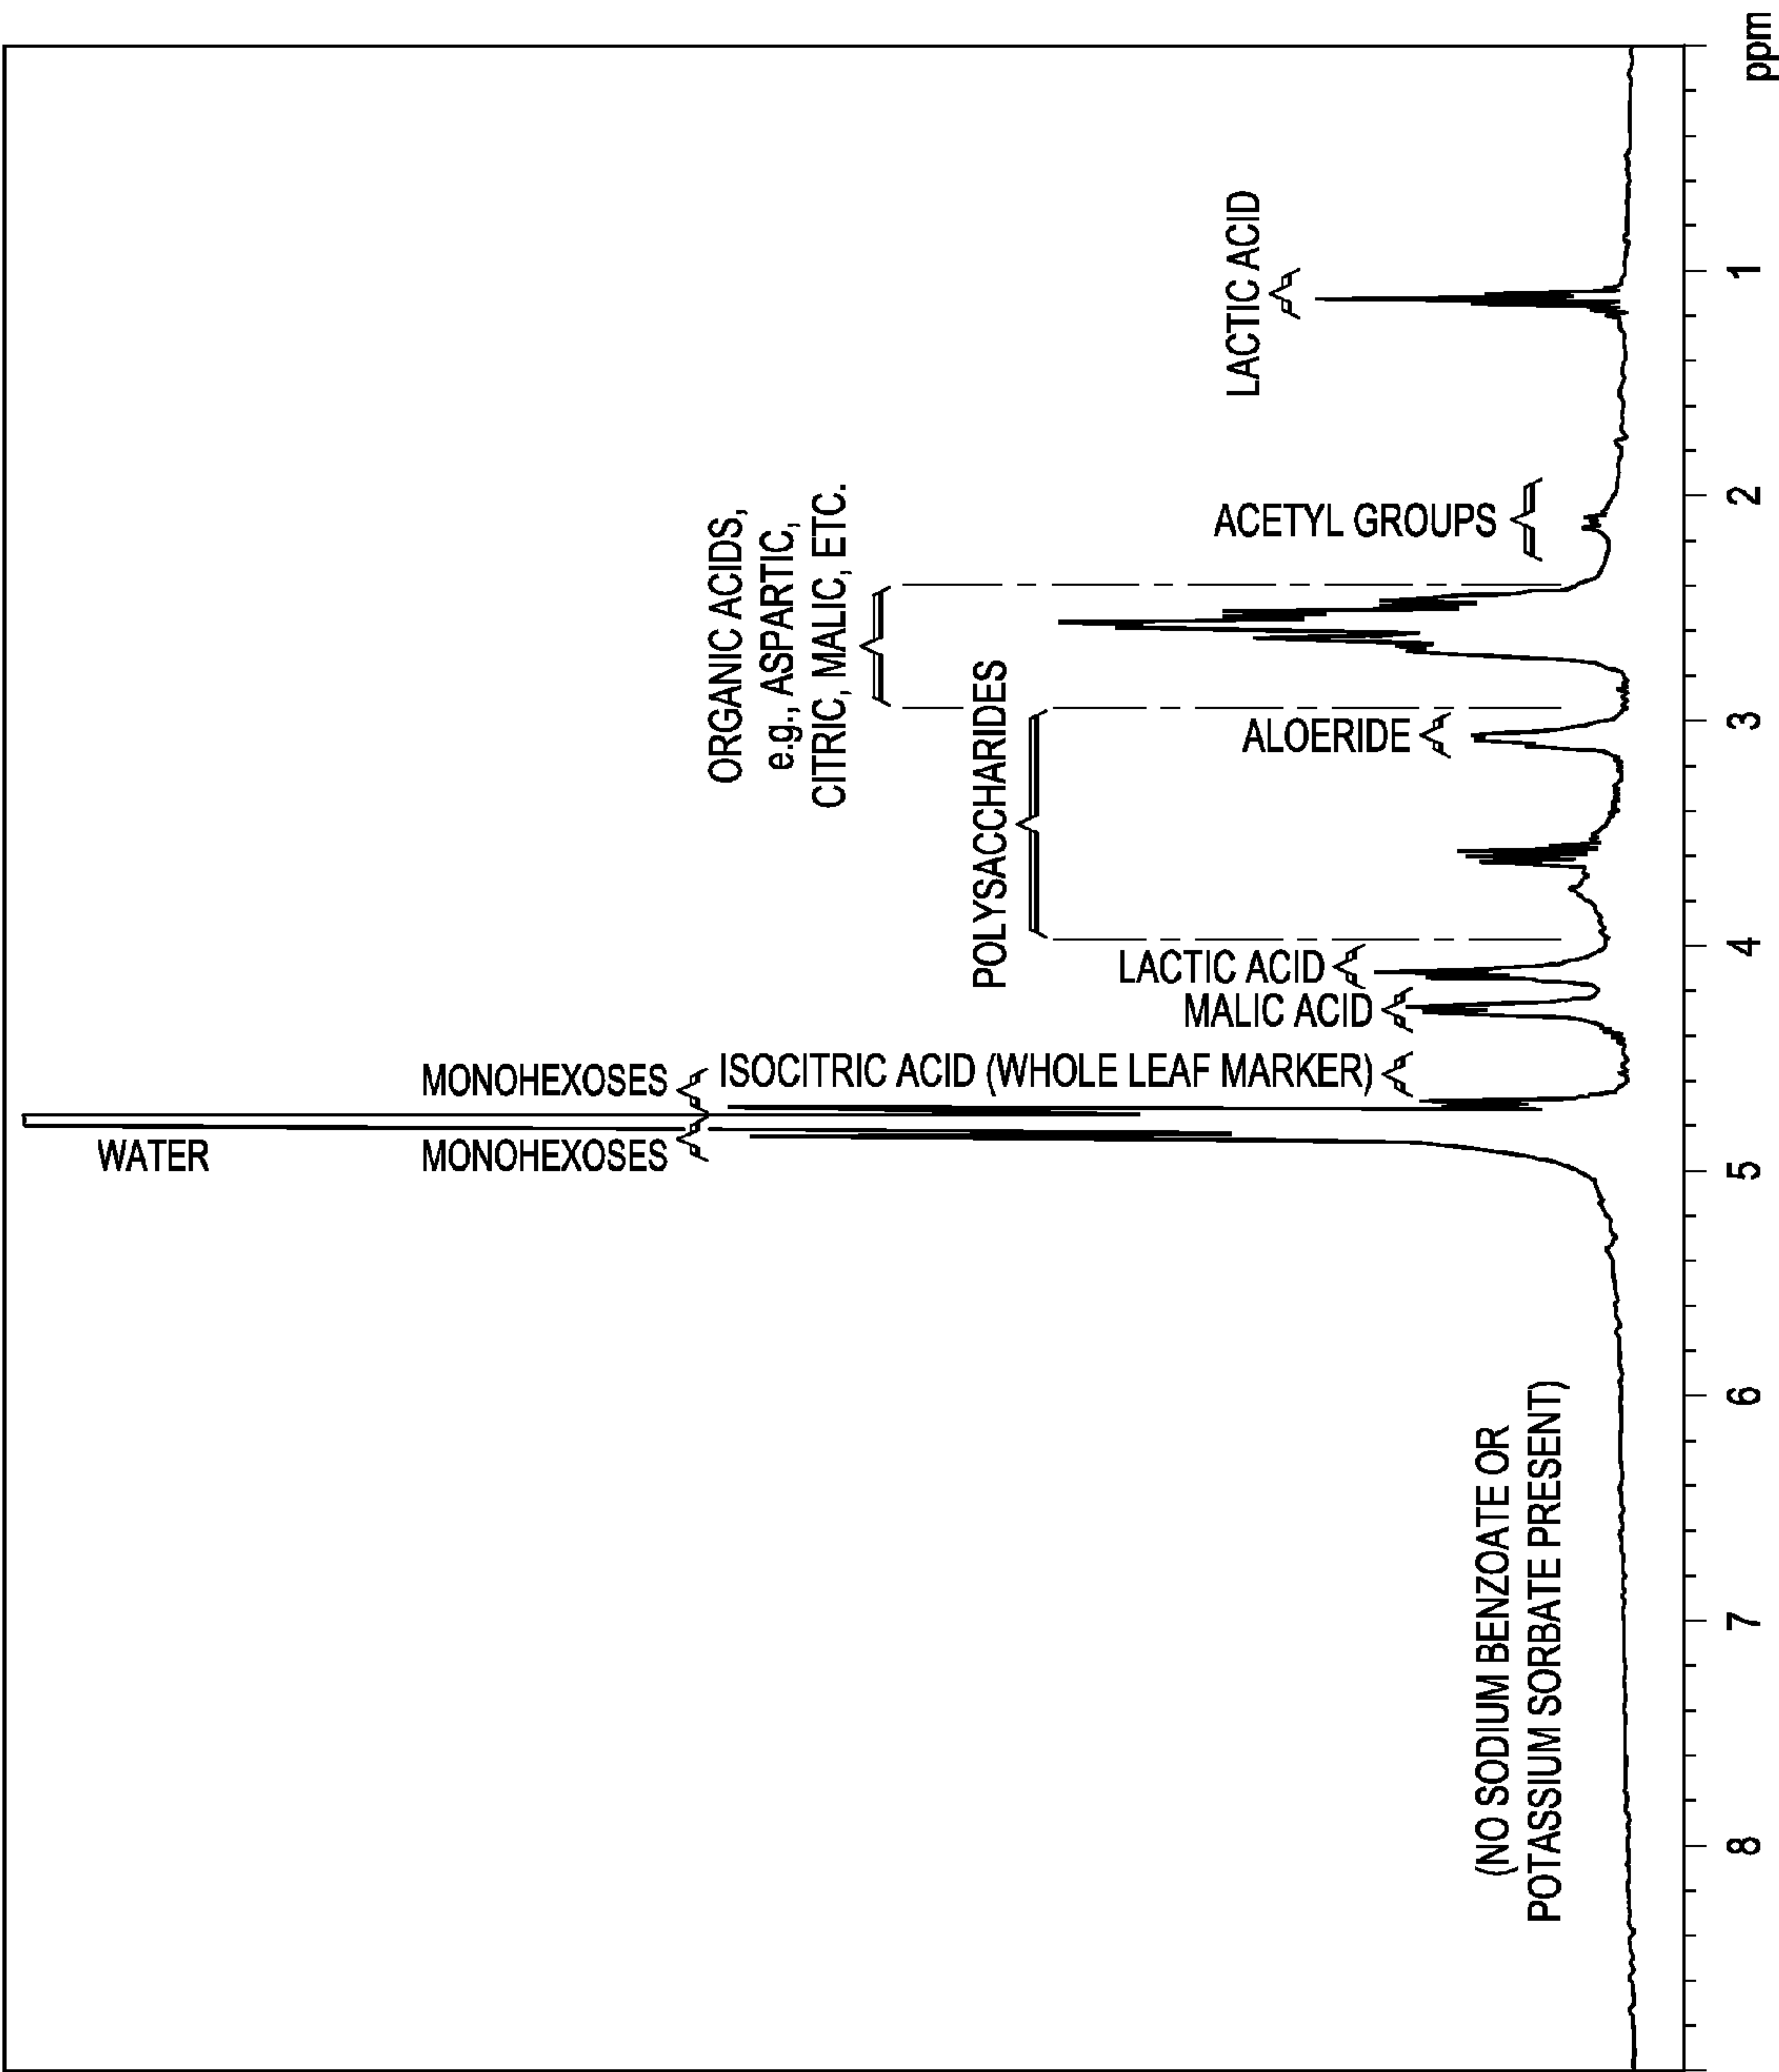 WATER
MONOHEXOSES
MONOHEXOSES
ISOCITRIC ACID (WHOLE LEAF MARKER)
MALIC ACID
LACTIC ACID
POLYSACCHARIDES
ORGANIC ACIDS,
e.g., ASPARTIC,
CITRIC, MALIC, ETC.
ALOERIDE
ACETYL GROUPS
LACTIC ACID
(NO SODIUM BENZOATE OR
POTASSIUM SORBATE PRESENT)
8
7
6
5
4
3
2
1
ppm